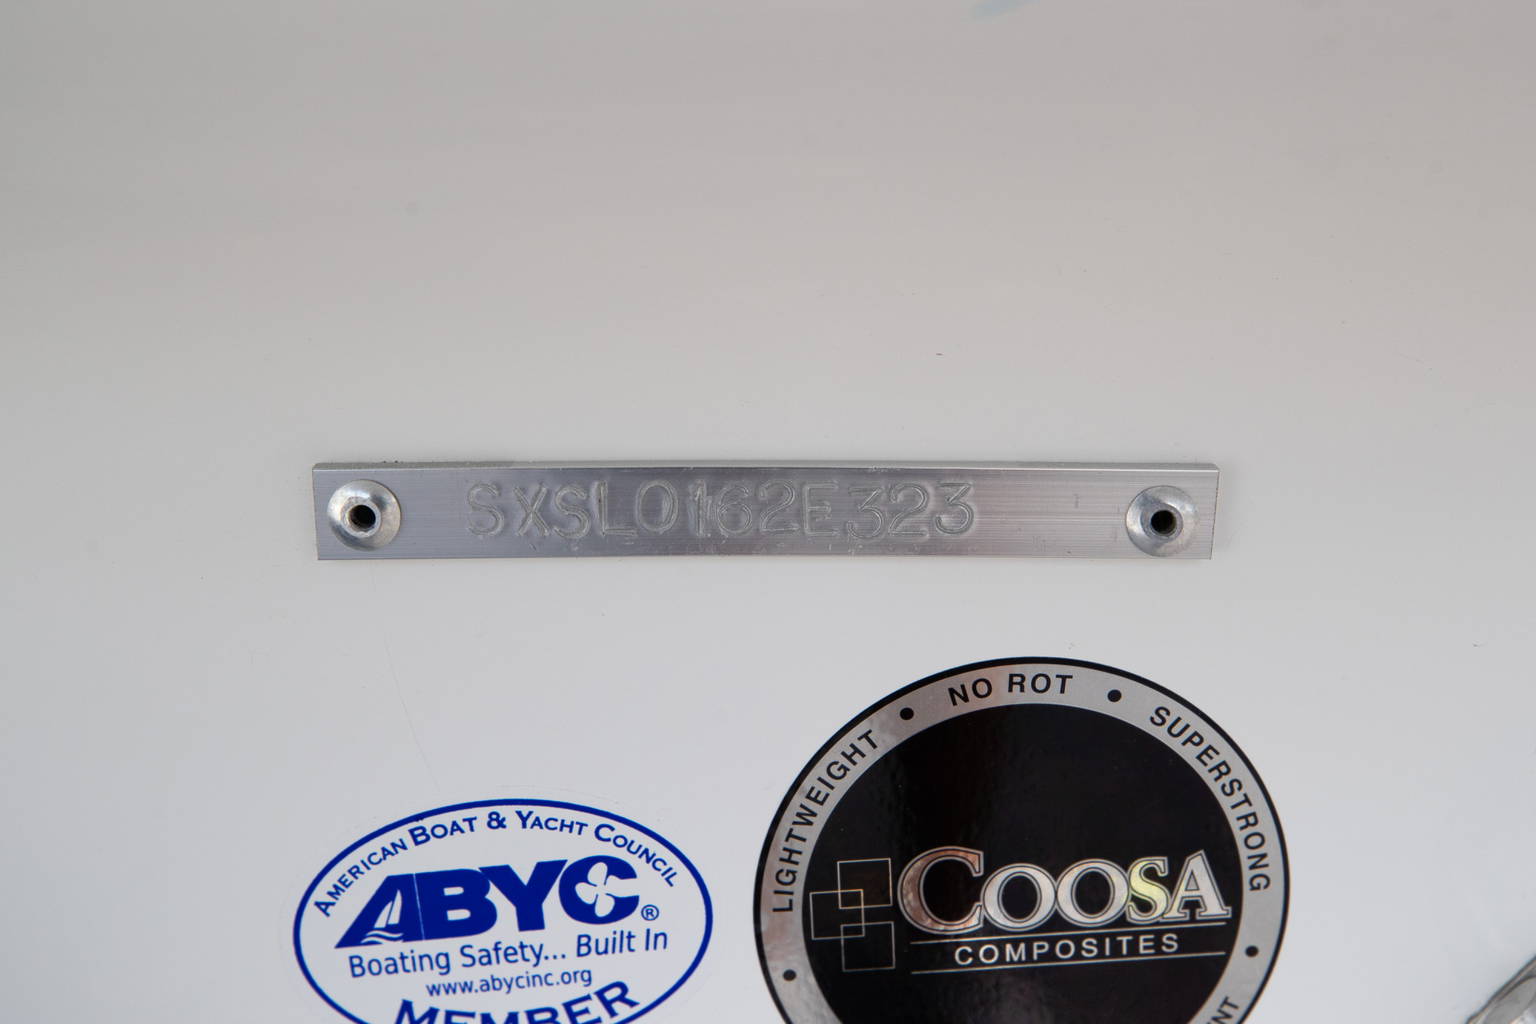 SXSL0162E323
AMERICAN BOAT & YACHT COUNCIL
ABYC®
Boating Safety... Built In
www.abycinc.org
MEMBER
LIGHTWEIGHT • NO ROT • SUPERSTRONG
COOSA
COMPOSITES